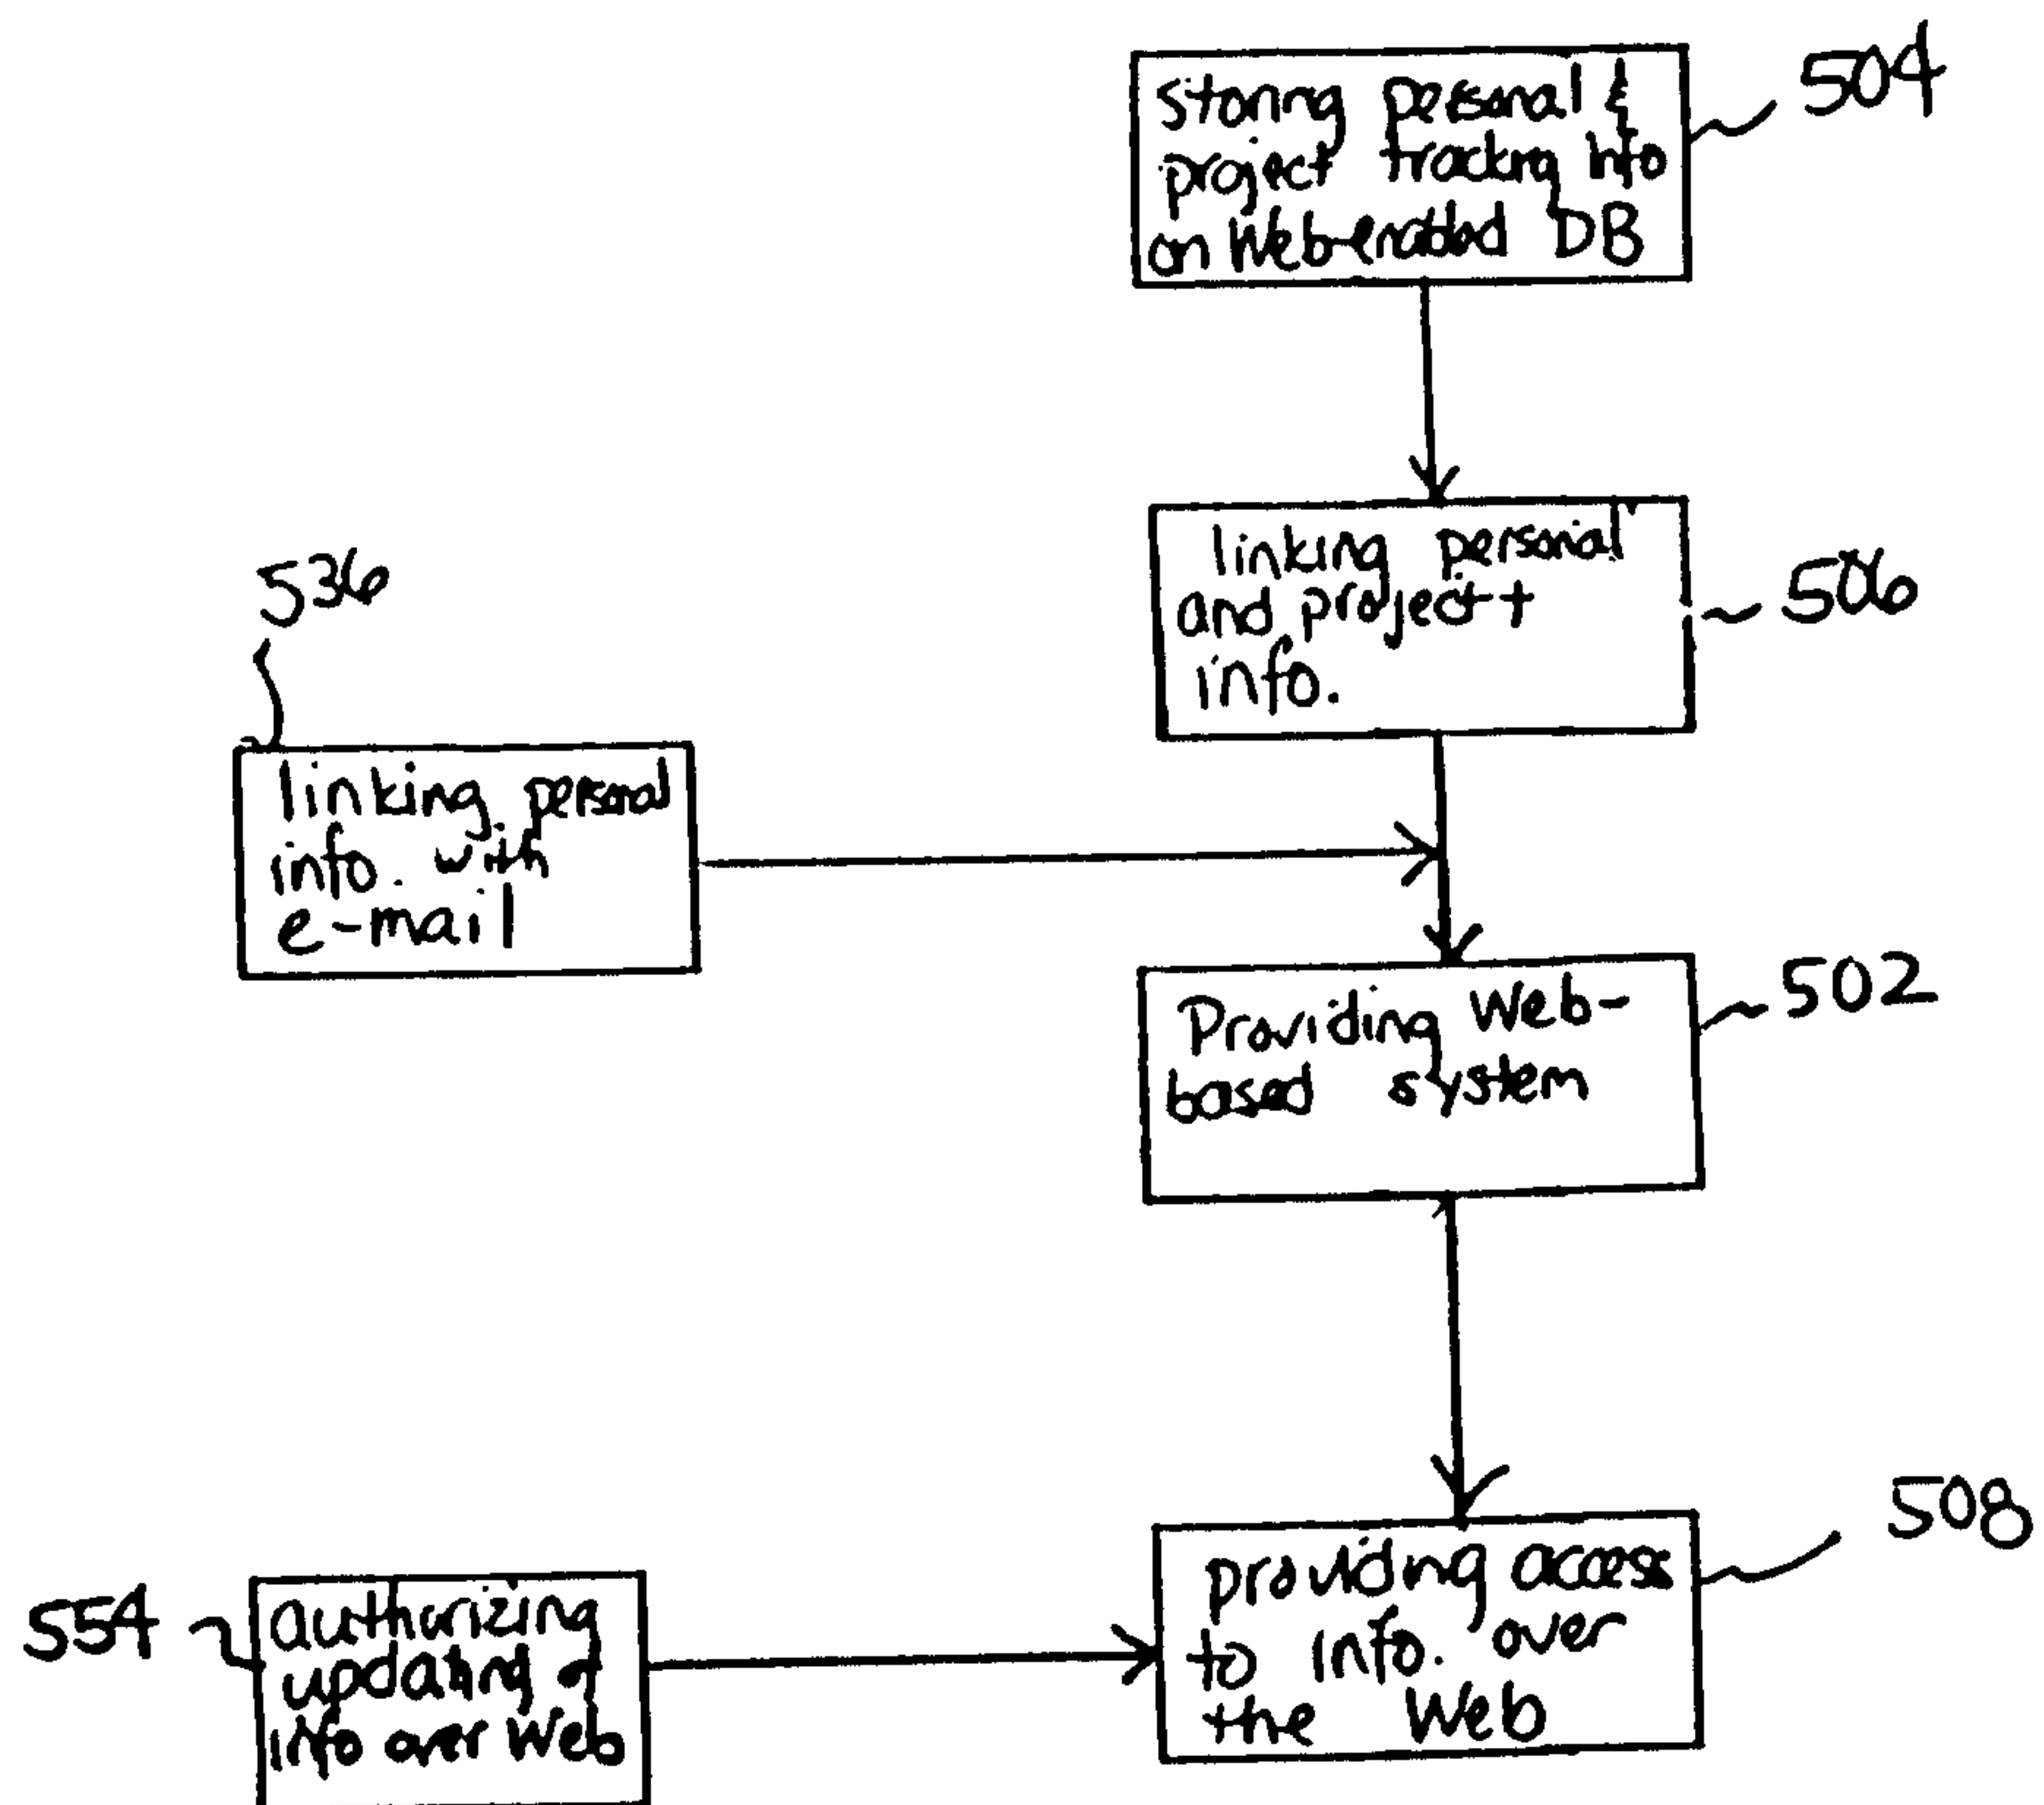 504
Storing personal &
project tracking info
on Web-enabled DB
linking personal
and project
info.
506
536
linking personal
info. with
e-mail
502
Providing Web-
based system
508
providing access
to info. over
the Web
554
authorizing
updating of
info over Web